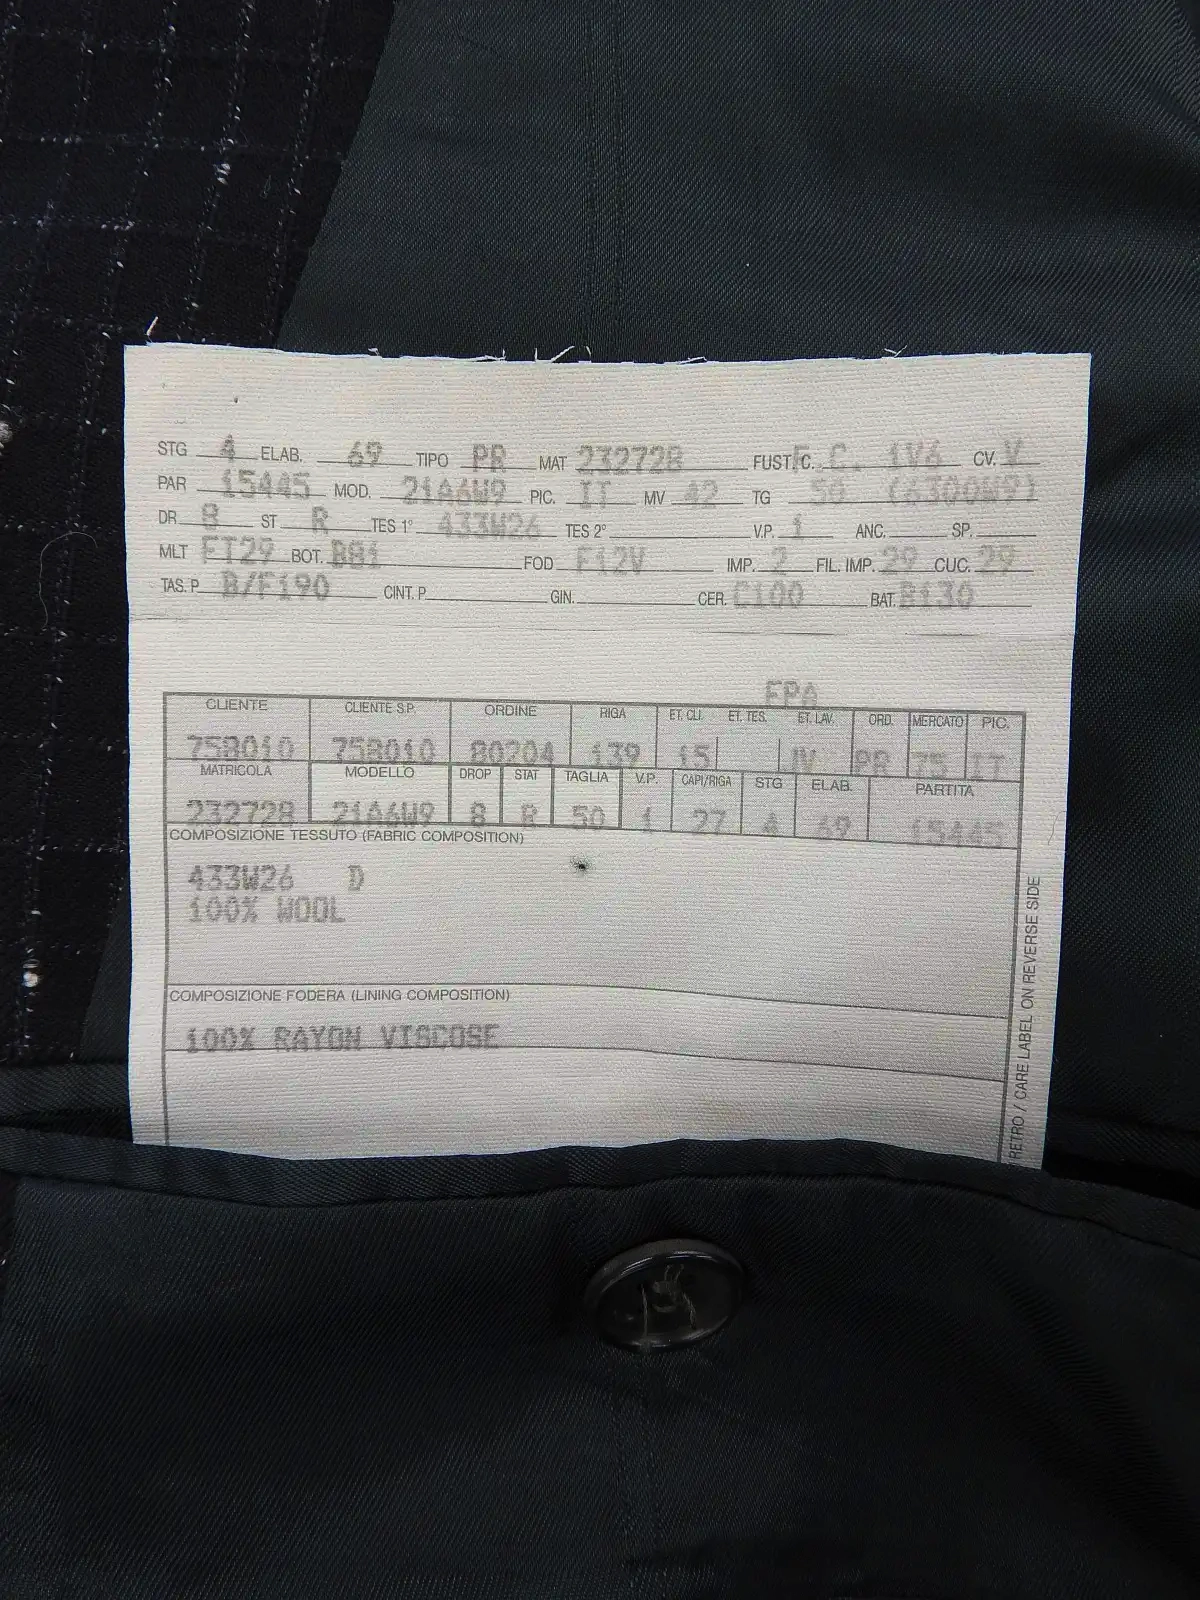 STG 4 ELAB. 69 TIPO PR MAT 232728 FUST. C. C. 1V6 CV. V
PAR 15445 MOD. 21A6W9 PIC. IT MV 42 TG 50 (6300W9)
DR. 8 ST R TES 1° 433W26 TES 2° V.P. 1 ANC. SP.
MLT FT29 BOT. B81 FOD F12V IMP. 2 FIL. IMP. 29 CUC. 29
TAS. P. B/F190 CINT. P. GIN. CER. C100 BAT. B130
FPA
CLIENTE CLIENTE S.P. ORDINE RIGA ET. CLI. ET. TES. ET. LAV. ORD. MERCATO PIC.
75B010 75B010 80204 139 15 IV PR 75 IT
MATRICOLA MODELLO DROP STAT TAGLIA V.P. CAPI/RIGA STG ELAB. PARTITA
232728 21A6W9 8 R 50 1 27 4 69 15445
COMPOSIZIONE TESSUTO (FABRIC COMPOSITION)
433W26 D
100% WOOL
COMPOSIZIONE FODERA (LINING COMPOSITION)
100% RAYON VISCOSE
RETRO / CARE LABEL ON REVERSE SIDE